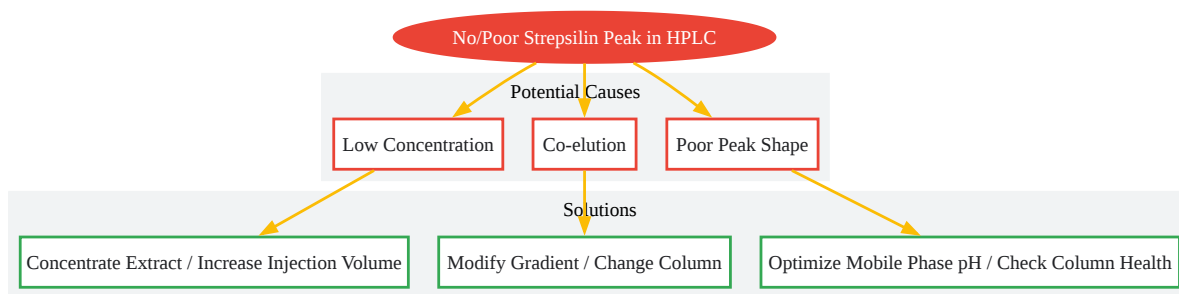 No/Poor Strepsilin Peak in HPLC
Potential Causes
Low Concentration
Co-elution
Poor Peak Shape
Solutions
Concentrate Extract / Increase Injection Volume
Modify Gradient / Change Column
Optimize Mobile Phase pH / Check Column Health